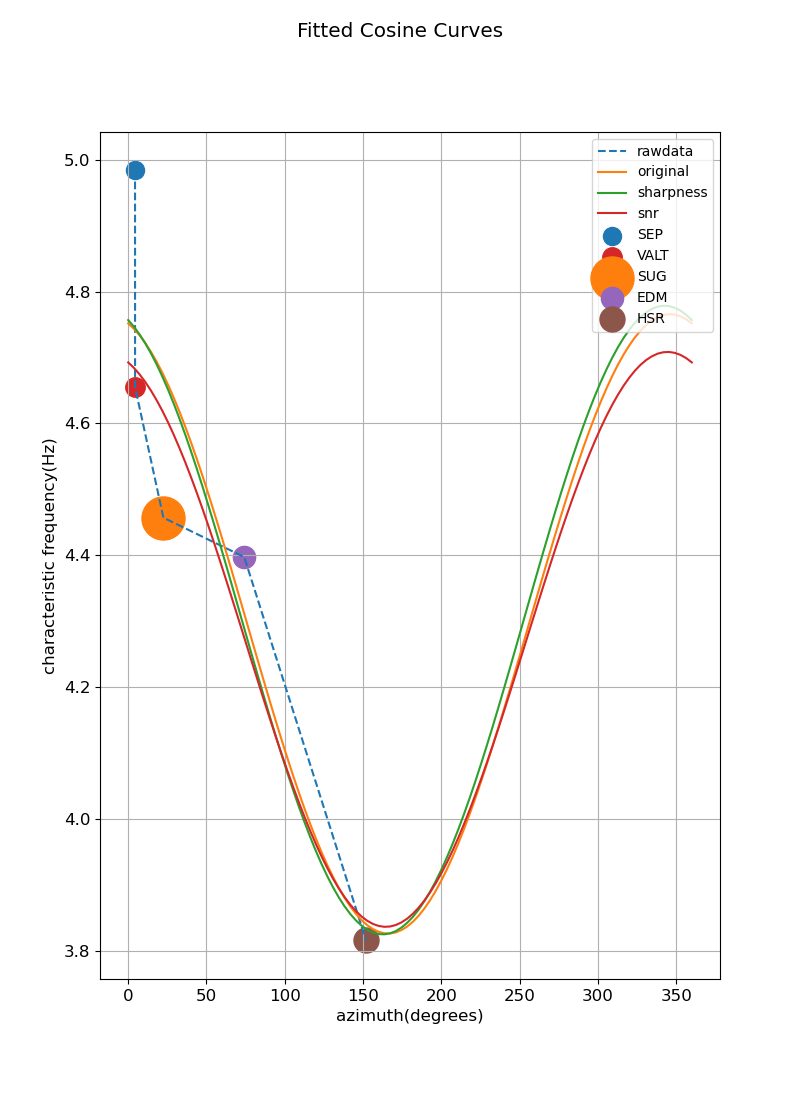 Fitted Cosine Curves
5.0
4.8
4.6
4.4
4.2
4.0
3.8
characteristic frequency(Hz)
rawdata
original
sharpness
snr
SEP
VALT
SUG
EDM
HSR
0 50 100 150 200 250 300 350
azimuth(degrees)